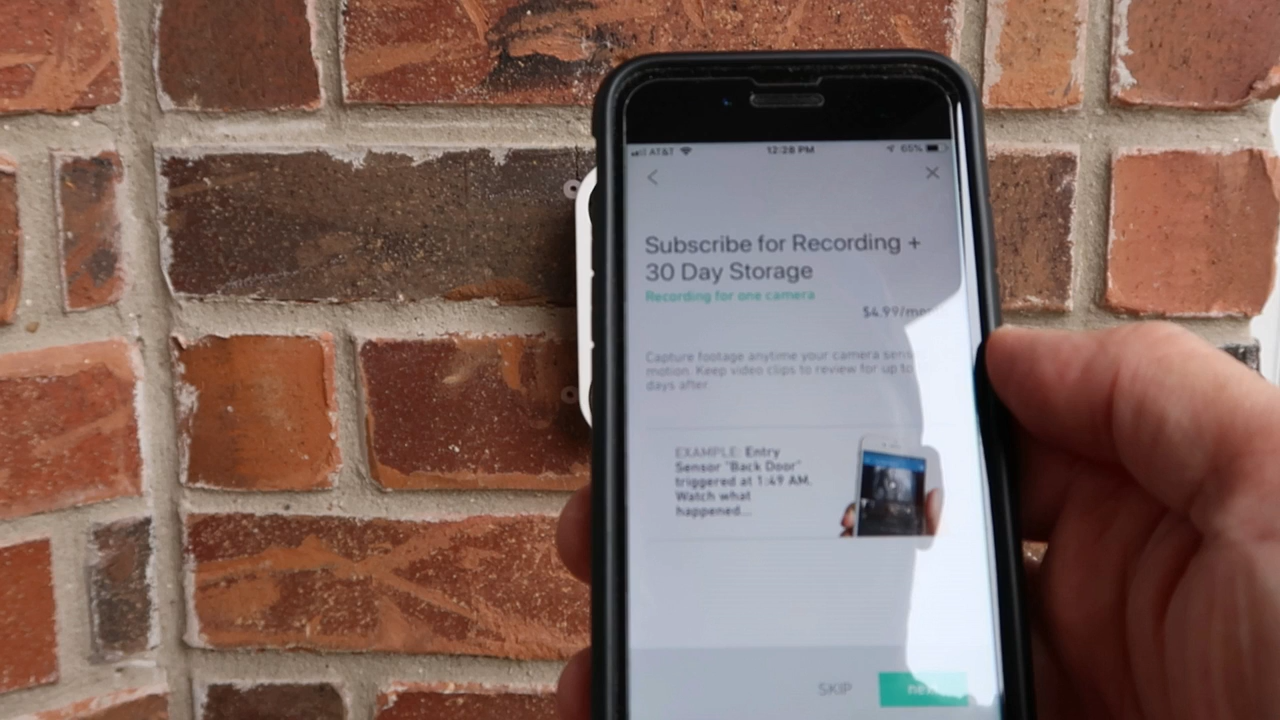 AT&T 12:28 PM 65%
Subscribe for Recording +
30 Day Storage
Recording for one camera
Capture footage anytime your camera
motion. Keep video clips to review for up to
days after.
EXAMPLE: Entry
Sensor "Back Door"
triggered at 1:49 AM.
Watch what
happened...
SKIP